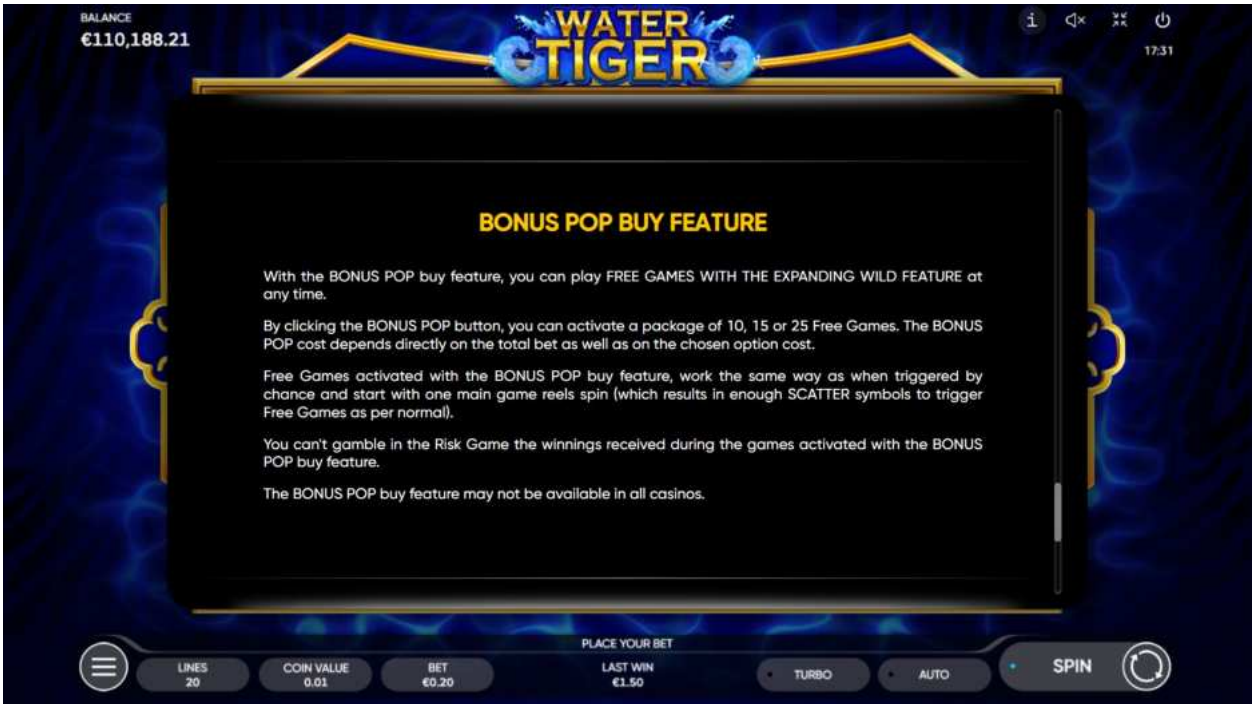 BALANCE
€110,188.21
WATER
TIGER
i
17:31
BONUS POP BUY FEATURE
With the BONUS POP buy feature, you can play FREE GAMES WITH THE EXPANDING WILD FEATURE at
any time.
By clicking the BONUS POP button, you can activate a package of 10, 15 or 25 Free Games. The BONUS
POP cost depends directly on the total bet as well as on the chosen option cost.
Free Games activated with the BONUS POP buy feature, work the same way as when triggered by
chance and start with one main game reels spin (which results in enough SCATTER symbols to trigger
Free Games as per normal).
You can't gamble in the Risk Game the winnings received during the games activated with the BONUS
POP buy feature.
The BONUS POP buy feature may not be available in all casinos.
PLACE YOUR BET
LINES
20
COIN VALUE
0.01
BET
€0.20
LAST WIN
€1.50
TURBO
AUTO
SPIN